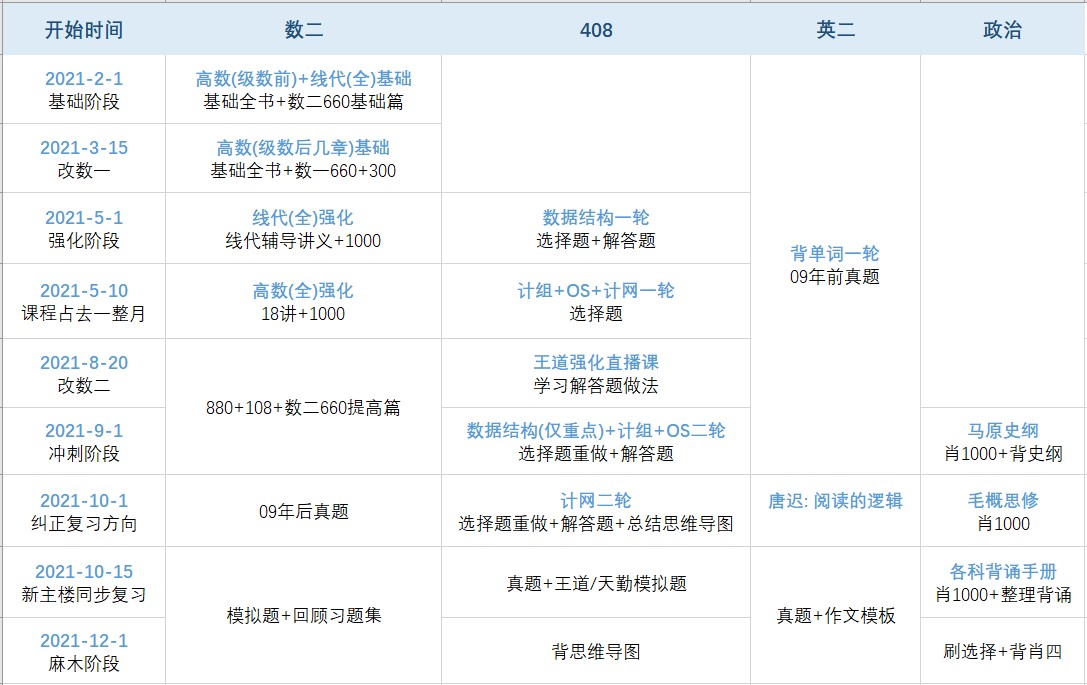 开始时间 数二 408 英二 政治
2021-2-1 高数(级数前)+线代(全)基础
基础阶段 基础全书+数二660基础篇
2021-3-15 高数(级数后几章)基础
改数一 基础全书+数一660+300
2021-5-1 线代(全)强化 数据结构一轮
强化阶段 线代辅导讲义+1000 选择题+解答题
背单词一轮
09年前真题
2021-5-10 高数(全)强化 计组+OS+计网一轮
课程占去一整月 18讲+1000 选择题
2021-8-20 王道强化直播课
改数二 学习解答题做法
880+108+数二660提高篇
2021-9-1 数据结构(仅重点)+计组+OS二轮 马原史纲
冲刺阶段 选择题重做+解答题 肖1000+背史纲
2021-10-1 计网二轮 唐迟: 阅读的逻辑 毛概思修
纠正复习方向 09年后真题 选择题重做+解答题+总结思维导图 肖1000
2021-10-15 真题+王道/天勤模拟题 各科背诵手册
新主楼同步复习 肖1000+整理背诵
模拟题+回顾习题集 真题+作文模板
2021-12-1 背思维导图 刷选择+背肖四
麻木阶段